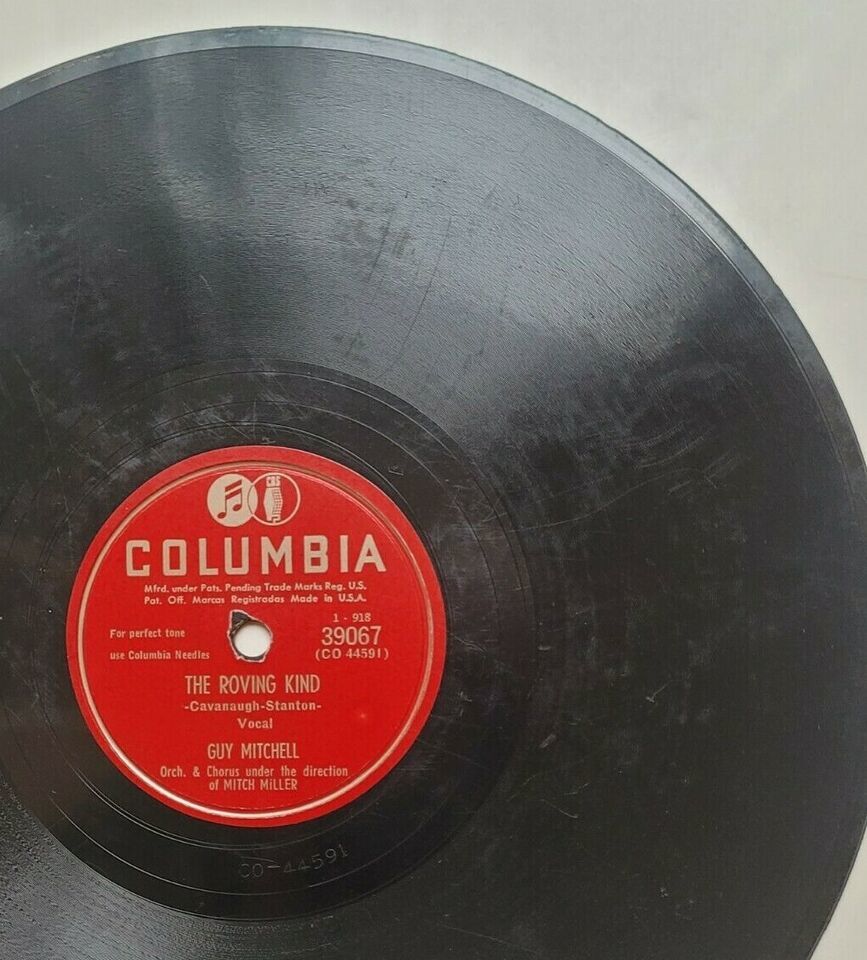 CBS
COLUMBIA
Mfrd. under Pats. Pending Trade Marks Reg. U.S.
Pat. Off. Marcas Registradas Made in U.S.A.
1 - 918
For perfect tone 39067
use Columbia Needles (CO 44591)
THE ROVING KIND
-Cavanaugh-Stanton-
Vocal
GUY MITCHELL
Orch. & Chorus under the direction
of MITCH MILLER
CO-44591